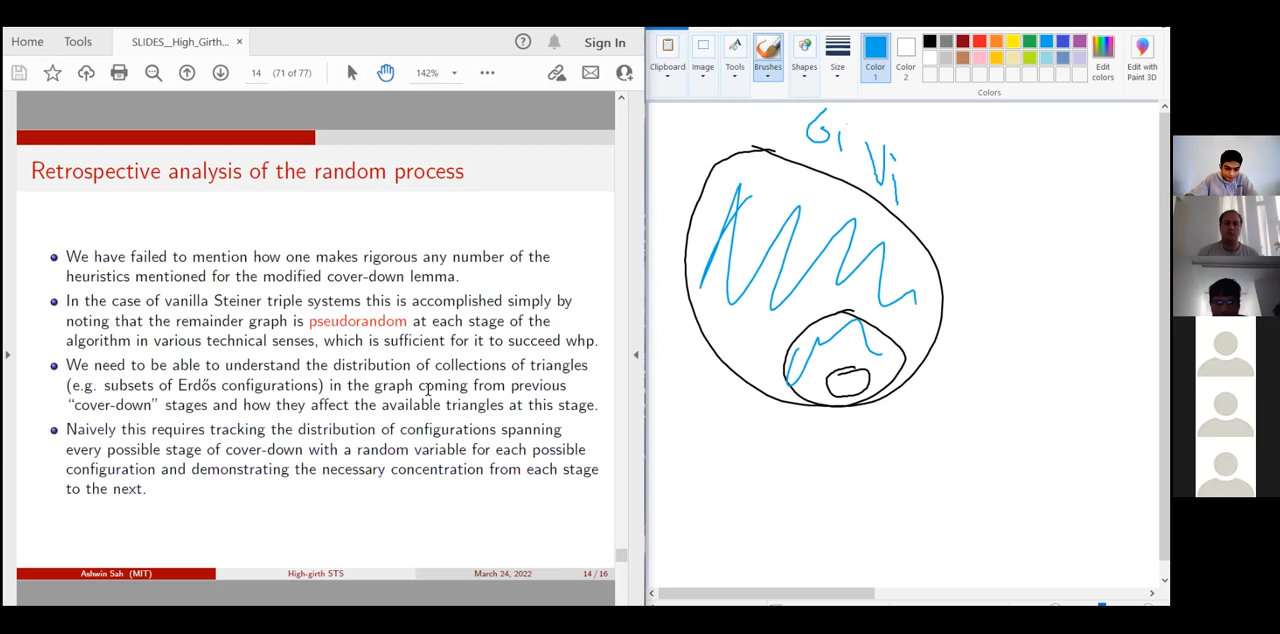 Home
Tools
SLIDES__High_Girth...
×
?
Sign In
14
(71 of 77)
142%
Retrospective analysis of the random process
We have failed to mention how one makes rigorous any number of the
heuristics mentioned for the modified cover-down lemma.
In the case of vanilla Steiner triple systems this is accomplished simply by
noting that the remainder graph is pseudorandom at each stage of the
algorithm in various technical senses, which is sufficient for it to succeed whp.
We need to be able to understand the distribution of collections of triangles
(e.g. subsets of Erdős configurations) in the graph coming from previous
“cover-down” stages and how they affect the available triangles at this stage.
Naively this requires tracking the distribution of configurations spanning
every possible stage of cover-down with a random variable for each possible
configuration and demonstrating the necessary concentration from each stage
to the next.
Ashwin Sah (MIT)
High-girth STS
March 24, 2022
14 / 16
Clipboard
Image
Tools
Brushes
Shapes
Size
Color
1
Color
2
Edit
colors
Edit with
Paint 3D
Colors
Gi
Vi